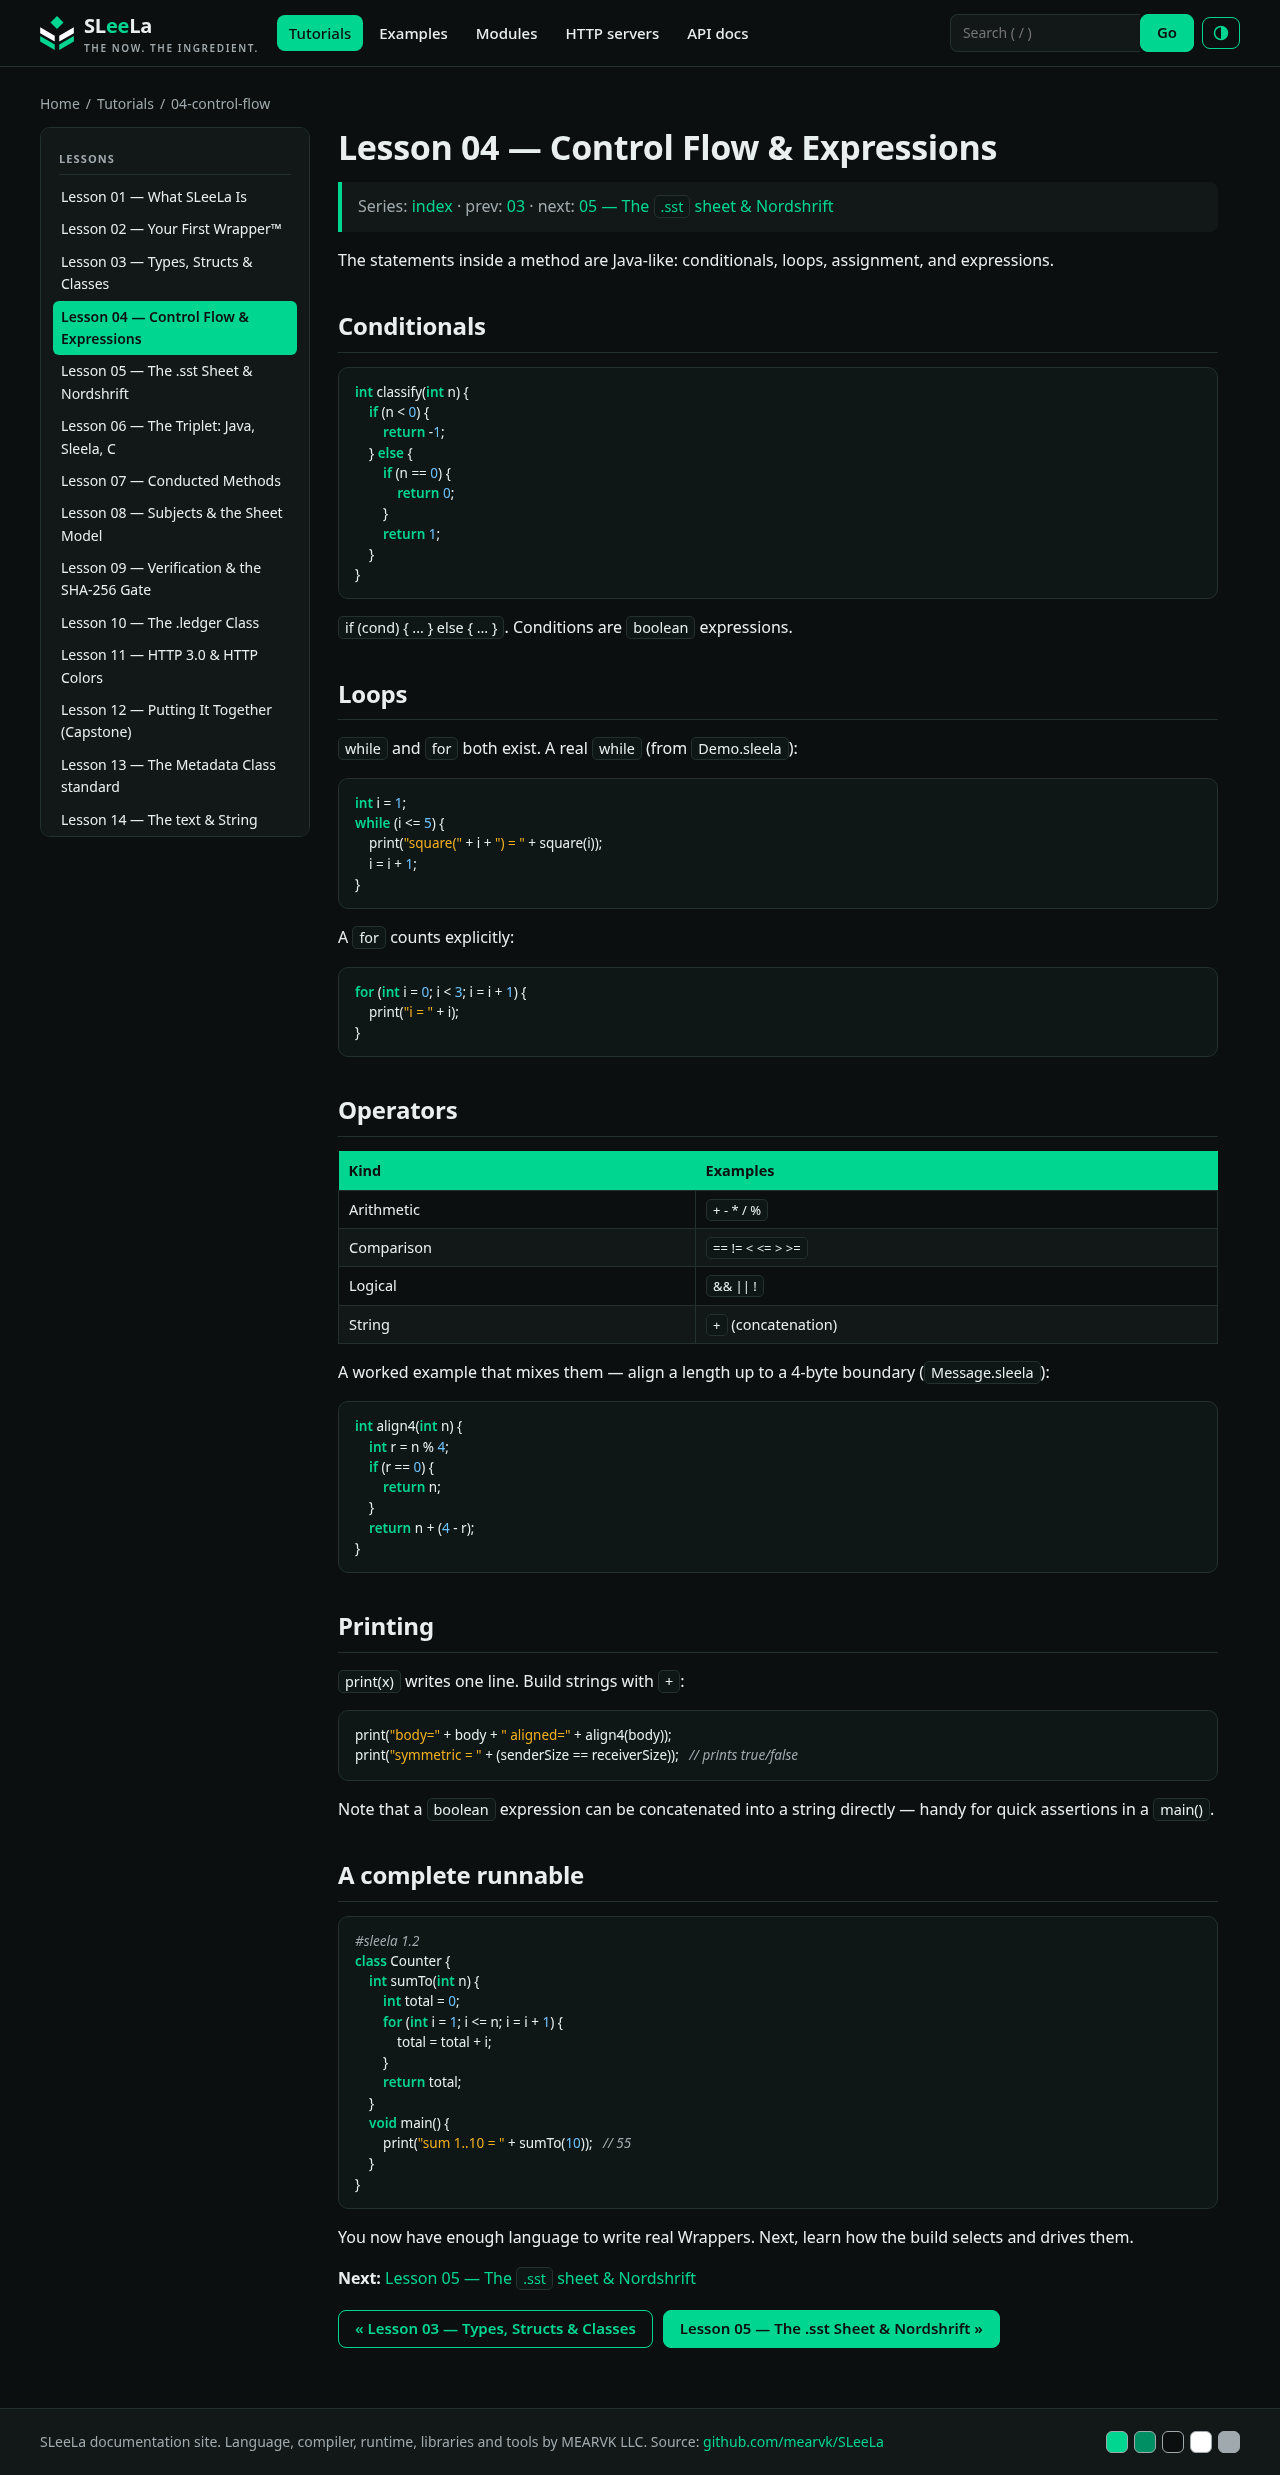 SLeeLa
THE NOW. THE INGREDIENT.
Tutorials
Examples
Modules
HTTP servers
API docs
Search ( / )
Go
Home / Tutorials / 04-control-flow
LESSONS
Lesson 01 — What SLeeLa Is
Lesson 02 — Your First Wrapper™
Lesson 03 — Types, Structs &
Classes
Lesson 04 — Control Flow &
Expressions
Lesson 05 — The .sst Sheet &
Nordshrift
Lesson 06 — The Triplet: Java,
Sleela, C
Lesson 07 — Conducted Methods
Lesson 08 — Subjects & the Sheet
Model
Lesson 09 — Verification & the
SHA-256 Gate
Lesson 10 — The .ledger Class
Lesson 11 — HTTP 3.0 & HTTP
Colors
Lesson 12 — Putting It Together
(Capstone)
Lesson 13 — The Metadata Class
standard
Lesson 14 — The text & String
Lesson 04 — Control Flow & Expressions
Series: index · prev: 03 · next: 05 — The .sst sheet & Nordshrift
The statements inside a method are Java-like: conditionals, loops, assignment, and expressions.
Conditionals
int classify(int n) {
if (n < 0) {
return -1;
} else {
if (n == 0) {
return 0;
}
return 1;
}
}
if (cond) { … } else { … } . Conditions are boolean expressions.
Loops
while and for both exist. A real while (from Demo.sleela ):
int i = 1;
while (i <= 5) {
print("square(" + i + ") = " + square(i));
i = i + 1;
}
A for counts explicitly:
for (int i = 0; i < 3; i = i + 1) {
print("i = " + i);
}
Operators
Kind Examples
Arithmetic + - * / %
Comparison == != < <= > >=
Logical && || !
String + (concatenation)
A worked example that mixes them — align a length up to a 4-byte boundary ( Message.sleela ):
int align4(int n) {
int r = n % 4;
if (r == 0) {
return n;
}
return n + (4 - r);
}
Printing
print(x) writes one line. Build strings with + :
print("body=" + body + " aligned=" + align4(body));
print("symmetric = " + (senderSize == receiverSize)); // prints true/false
Note that a boolean expression can be concatenated into a string directly — handy for quick assertions in a main() .
A complete runnable
#sleela 1.2
class Counter {
int sumTo(int n) {
int total = 0;
for (int i = 1; i <= n; i = i + 1) {
total = total + i;
}
return total;
}
void main() {
print("sum 1..10 = " + sumTo(10)); // 55
}
}
You now have enough language to write real Wrappers. Next, learn how the build selects and drives them.
Next: Lesson 05 — The .sst sheet & Nordshrift
« Lesson 03 — Types, Structs & Classes
Lesson 05 — The .sst Sheet & Nordshrift »
SLeeLa documentation site. Language, compiler, runtime, libraries and tools by MEARVK LLC. Source: github.com/mearvk/SLeeLa